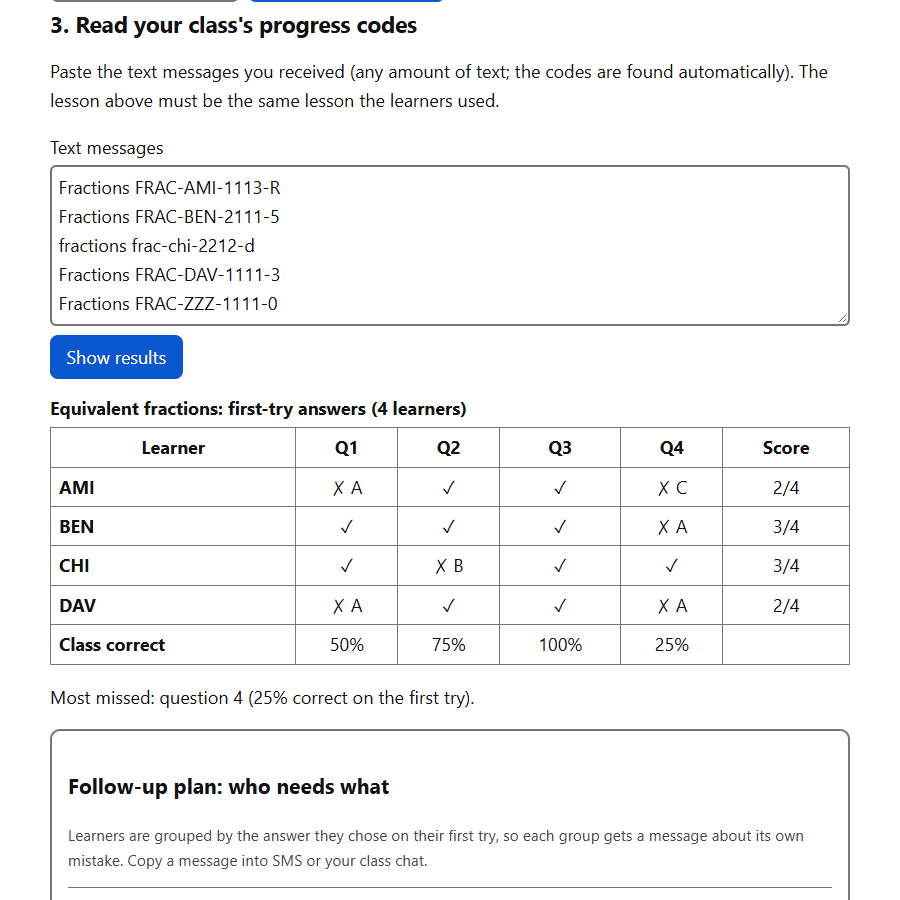 3. Read your class's progress codes
Paste the text messages you received (any amount of text; the codes are found automatically). The
lesson above must be the same lesson the learners used.
Text messages
Fractions FRAC-AMI-1113-R
Fractions FRAC-BEN-2111-5
fractions frac-chi-2212-d
Fractions FRAC-DAV-1111-3
Fractions FRAC-ZZZ-1111-0
Show results
Equivalent fractions: first-try answers (4 learners)
Learner Q1 Q2 Q3 Q4 Score
AMI ✗ A ✓ ✓ ✗ C 2/4
BEN ✓ ✓ ✓ ✗ A 3/4
CHI ✓ ✗ B ✓ ✓ 3/4
DAV ✗ A ✓ ✓ ✗ A 2/4
Class correct 50% 75% 100% 25%
Most missed: question 4 (25% correct on the first try).
Follow-up plan: who needs what
Learners are grouped by the answer they chose on their first try, so each group gets a message about its own
mistake. Copy a message into SMS or your class chat.